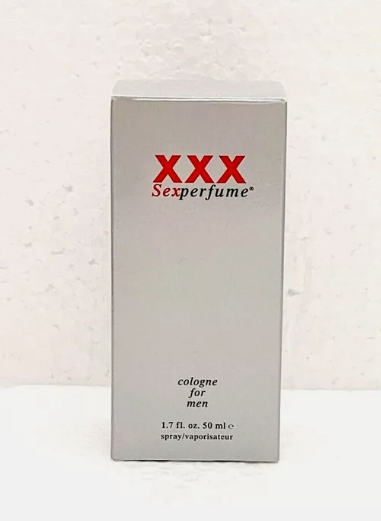 XXX
Sexperfume®
cologne
for
men
1.7 fl. oz. 50 ml ℮
spray/vaporisateur